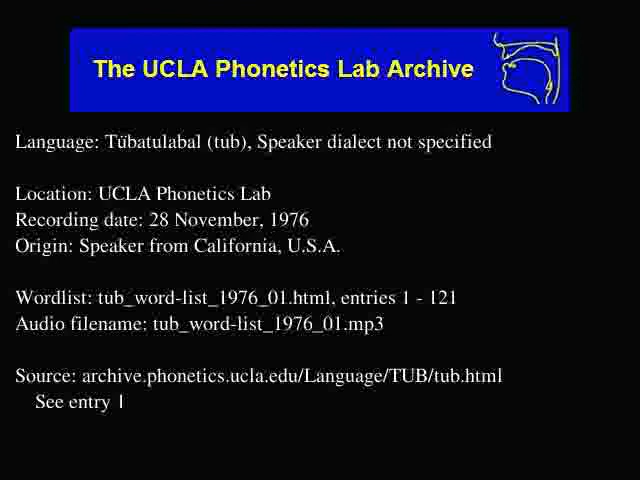 The UCLA Phonetics Lab Archive
Language: Tübatulabal (tub), Speaker dialect not specified
Location: UCLA Phonetics Lab
Recording date: 28 November, 1976
Origin: Speaker from California, U.S.A.
Wordlist: tub_word-list_1976_01.html, entries 1 - 121
Audio filename: tub_word-list_1976_01.mp3
Source: archive.phonetics.ucla.edu/Language/TUB/tub.html
See entry 1